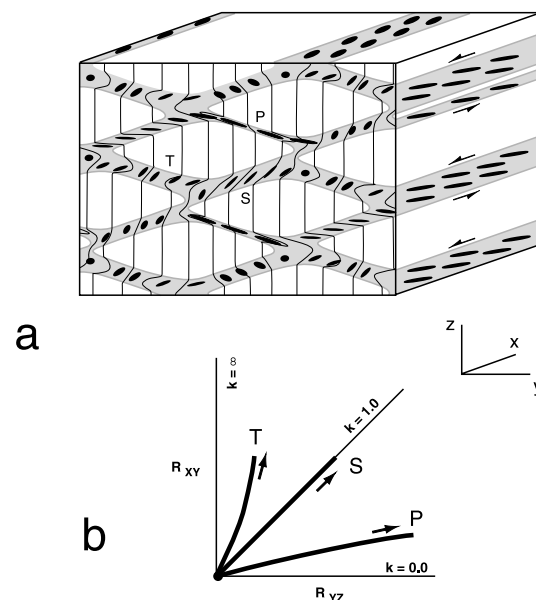 P
T
S
a
z
x
y
k = ∞
k = 1.0
T
S
R XY
P
b
k = 0.0
R YZ